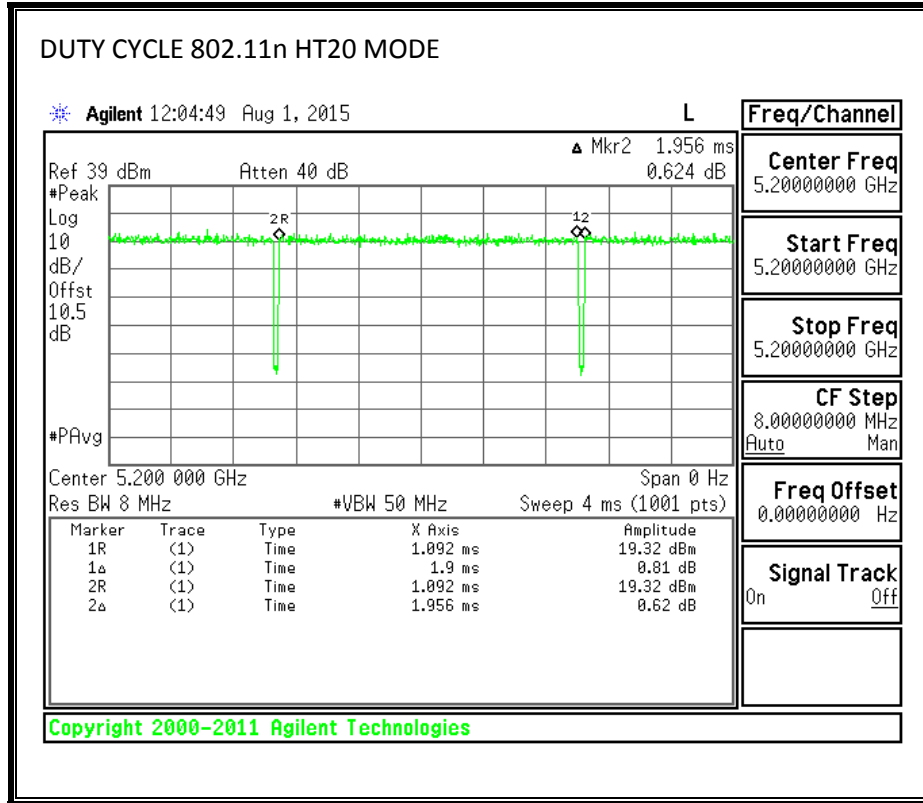 DUTY CYCLE 802.11n HT20 MODE
Agilent 12:04:49 Aug 1, 2015 L
Freq/Channel
Δ Mkr2 1.956 ms
Ref 39 dBm Atten 40 dB 0.624 dB
#Peak
Log
10
dB/
Offst
10.5
dB
2R
12
#PAvg
Center 5.200 000 GHz Span 0 Hz
Res BW 8 MHz #VBW 50 MHz Sweep 4 ms (1001 pts)
Marker Trace Type X Axis Amplitude
1R (1) Time 1.092 ms 19.32 dBm
1Δ (1) Time 1.9 ms 0.81 dB
2R (1) Time 1.092 ms 19.32 dBm
2Δ (1) Time 1.956 ms 0.62 dB
Center Freq
5.20000000 GHz
Start Freq
5.20000000 GHz
Stop Freq
5.20000000 GHz
CF Step
8.00000000 MHz
Auto Man
Freq Offset
0.00000000 Hz
Signal Track
On Off
Copyright 2000-2011 Agilent Technologies